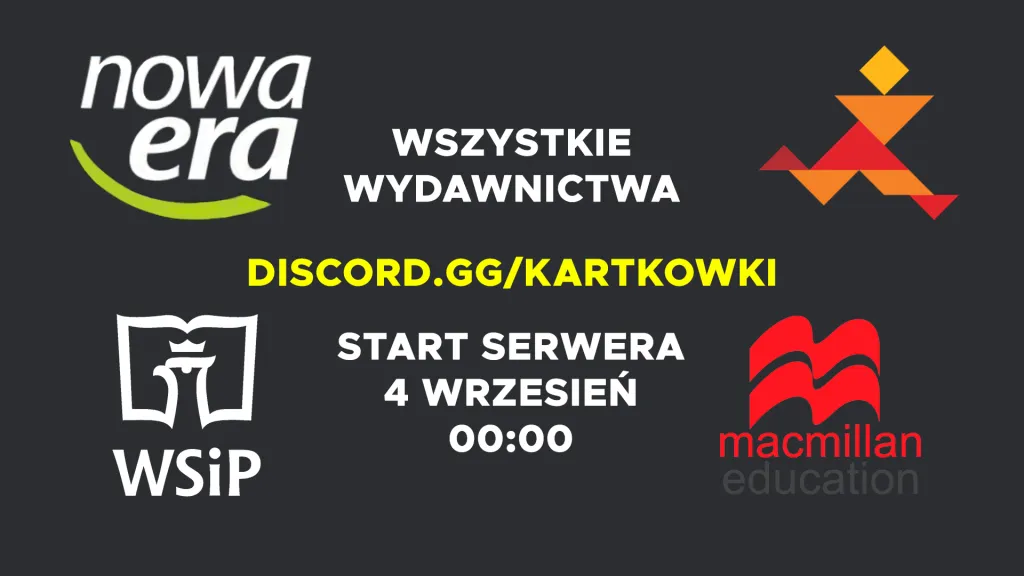 nowa
era
WSZYSTKIE
WYDAWNICTWA
DISCORD.GG/KARTKOWKI
START SERWERA
4 WRZESIEŃ
00:00
WSiP
macmillan
education